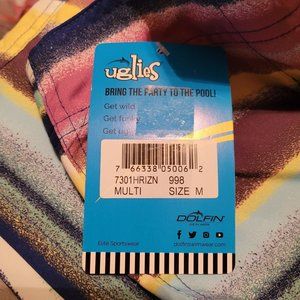 uglies
BRING THE PARTY TO THE POOL!
Get wild
Get funky
Get
7 66338 05006 2
7301HRIZN 998
MULTI SIZE M
DOLFIN
Elite Sportswear
dolfinswimwear.com